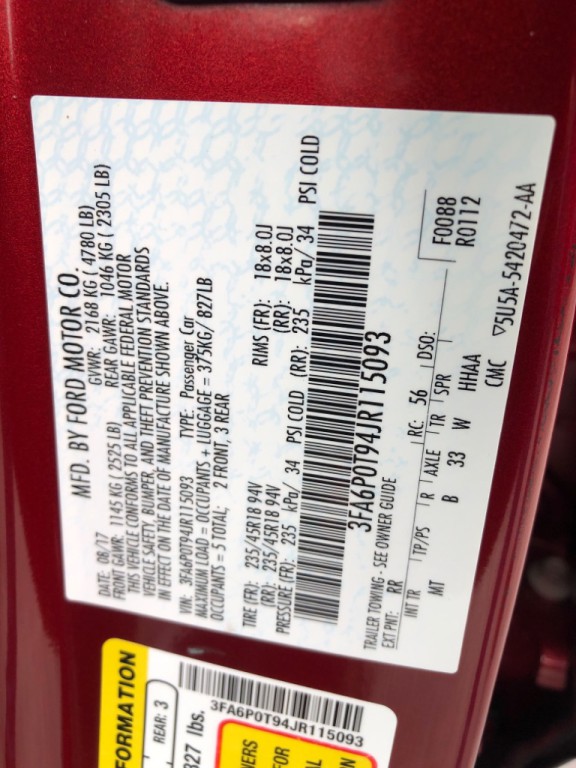 MFD. BY FORD MOTOR CO.
DATE: 08/17 GVWR: 2168 KG ( 4780 LB)
FRONT GAWR: 1145 KG ( 2525 LB) REAR GAWR: 1046 KG ( 2305 LB)
THIS VEHICLE CONFORMS TO ALL APPLICABLE FEDERAL MOTOR
VEHICLE SAFETY, BUMPER, AND THEFT PREVENTION STANDARDS
IN EFFECT ON THE DATE OF MANUFACTURE SHOWN ABOVE.
VIN: 3FA6P0T94JR115093 TYPE: Passenger Car
MAXIMUM LOAD = OCCUPANTS + LUGGAGE = 375KG/ 827LB
OCCUPANTS = 5 TOTAL; 2 FRONT, 3 REAR
TIRE (FR): 235/45R18 94V RIMS (FR): 18x8.0J
(RR): 235/45R18 94V (RR): 18x8.0J
PRESSURE (FR): 235 kPa/ 34 PSI COLD (RR): 235 kPa/ 34 PSI COLD
3FA6P0T94JR115093
TRAILER TOWING - SEE OWNER GUIDE
EXT PNT: RR RC: 56 DSO: F0088
R0112
INT TR TP/PS R AXLE TR SPR
MT B 33 W HHAA
CMC ▽5U5A-5420472-AA
FORMATION
REAR: 3
827 lbs.
3FA6P0T94JR115093